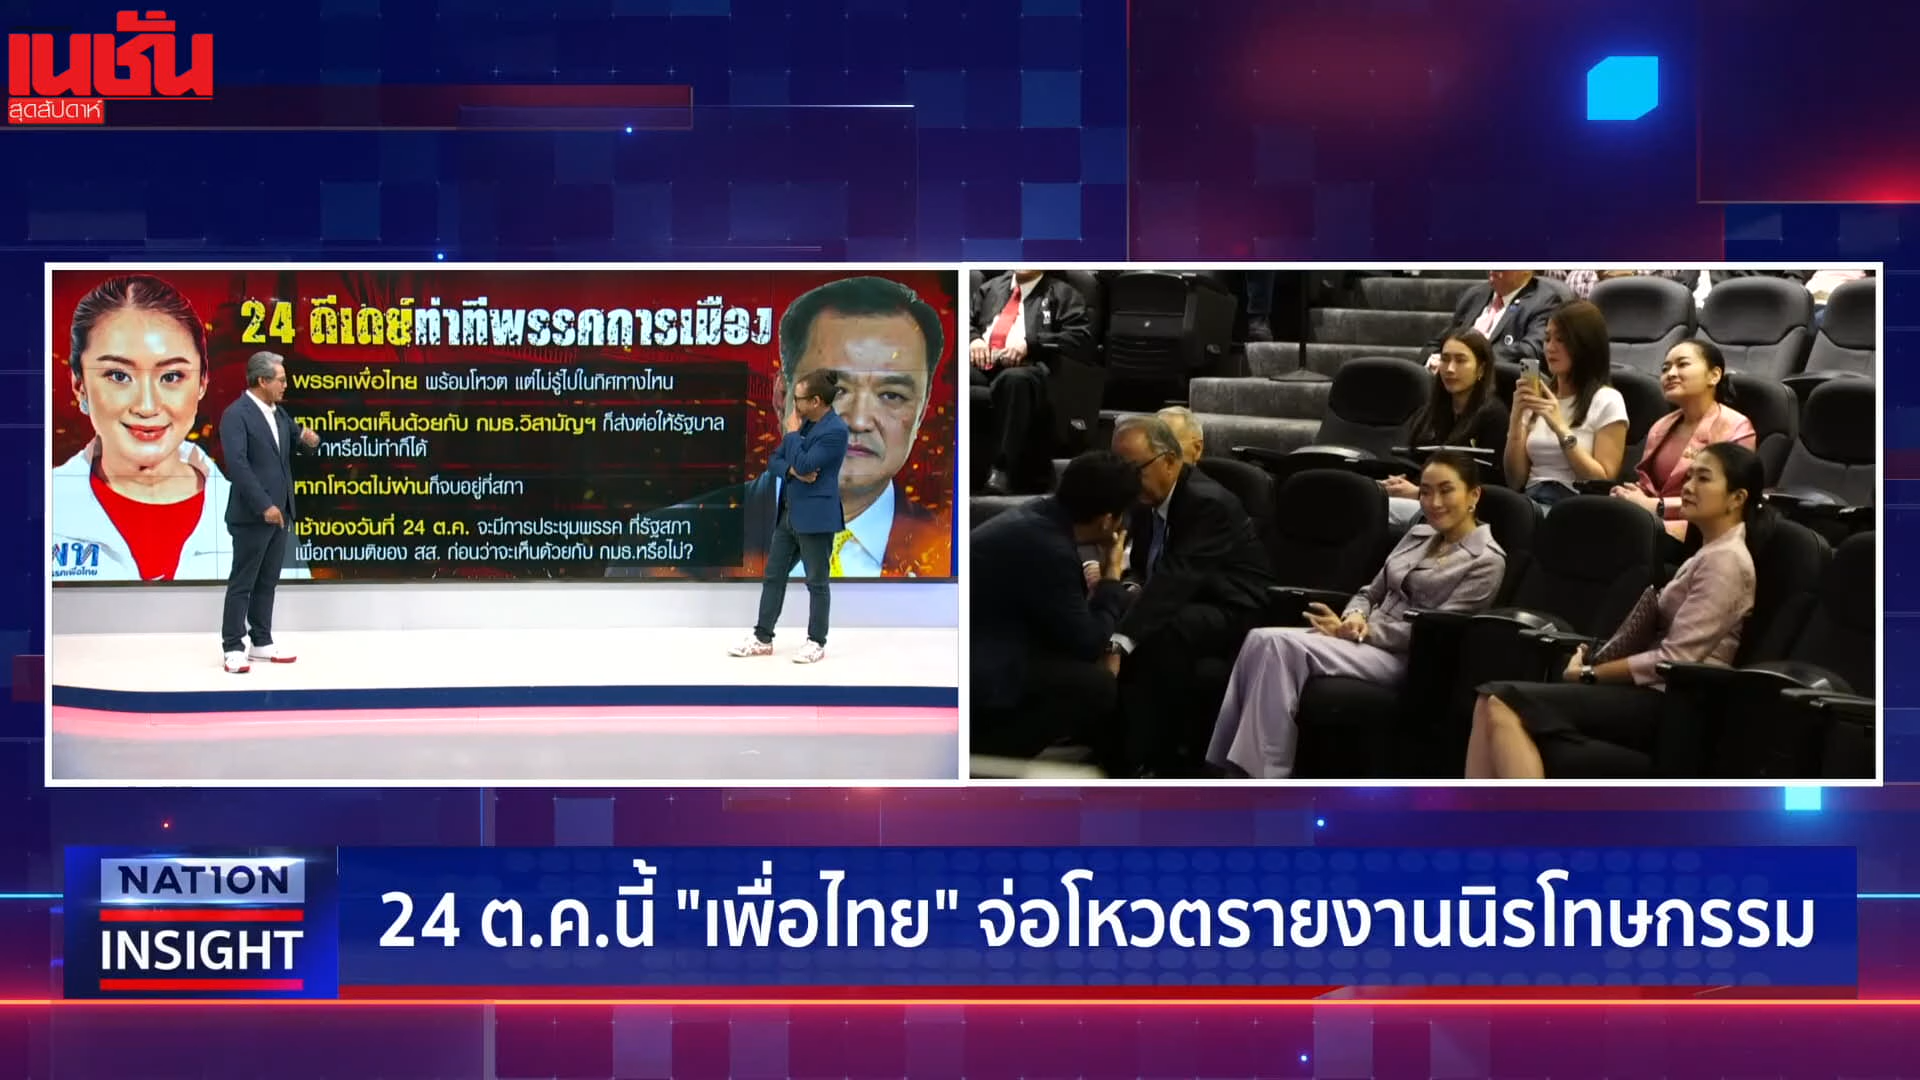 เนชั่น
สุดสัปดาห์
24 ดีเดย์ท่าทีพรรคการเมือง
พรรคเพื่อไทย พร้อมโหวต แต่ไม่รู้ไปในทิศทางไหน
หากโหวตเห็นด้วยกับ กมธ.วิสามัญฯ ก็ส่งต่อให้รัฐบาล
หรือไม่ทำก็ได้
หากโหวตไม่ผ่านก็จบอยู่ที่สภา
เช้าของวันที่ 24 ต.ค. จะมีการประชุมพรรค ที่รัฐสภา
เพื่อถามมติของ สส. ก่อนว่าจะเห็นด้วยกับ กมธ.หรือไม่?
พท
พรรคเพื่อไทย
NATION
INSIGHT
24 ต.ค.นี้ "เพื่อไทย" จ่อโหวตรายงานนิรโทษกรรม